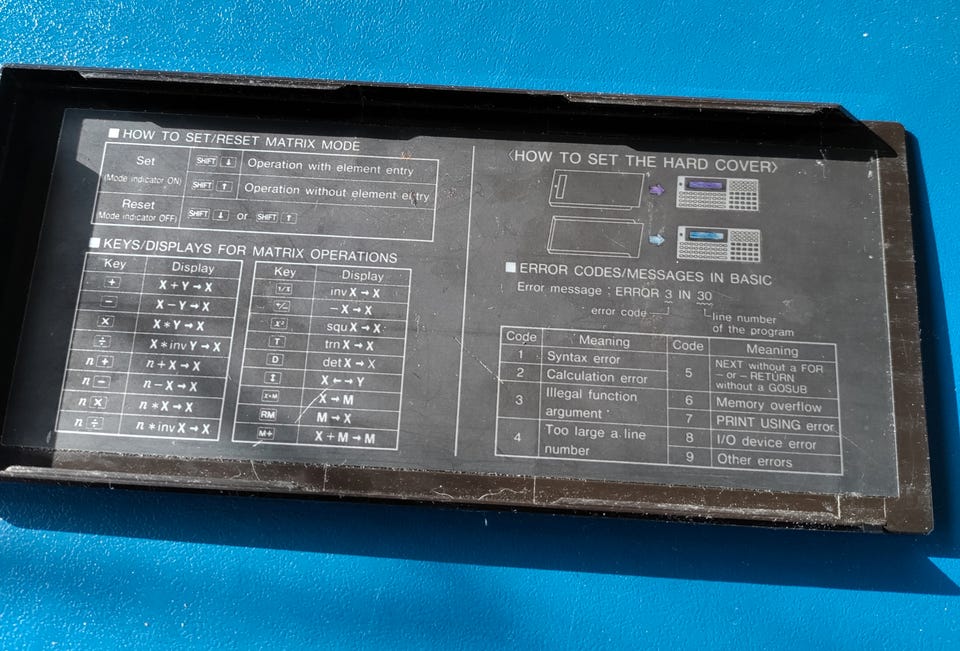 ■ HOW TO SET/RESET MATRIX MODE
Set
(Mode indicator ON)
SHIFT ↓ Operation with element entry
SHIFT ↑ Operation without element entry
Reset
(Mode indicator OFF)
SHIFT ↓ or SHIFT ↑
■ KEYS/DISPLAYS FOR MATRIX OPERATIONS
Key Display
+ X + Y → X
− X − Y → X
× X * Y → X
÷ X * inv Y → X
n + n + X → X
n − n − X → X
n × n * X → X
n ÷ n * inv X → X
Key Display
1/X inv X → X
+/− − X → X
X² squ X → X
T trn X → X
D det X → X
↕ X ←→ Y
X→M X → M
RM M → X
M+ X + M → M
〈HOW TO SET THE HARD COVER〉
■ ERROR CODES/MESSAGES IN BASIC
Error message : ERROR 3 IN 30
error code
line number
of the program
Code Meaning
1 Syntax error
2 Calculation error
3 Illegal function
argument
4 Too large a line
number
Code Meaning
5 NEXT without a FOR
– or – RETURN
without a GOSUB
6 Memory overflow
7 PRINT USING error
8 I/O device error
9 Other errors